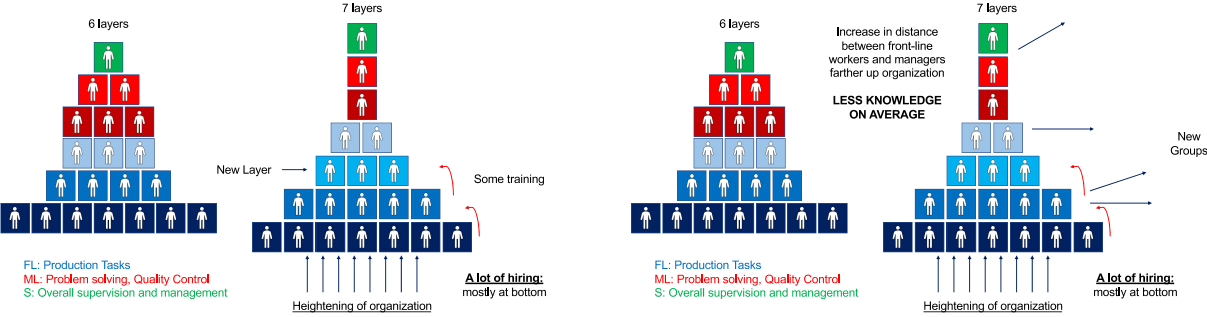 6 layers
7 layers
New Layer
Some training
FL: Production Tasks
ML: Problem solving, Quality Control
S: Overall supervision and management
A lot of hiring:
mostly at bottom
Heightening of organization
6 layers
7 layers
Increase in distance
between front-line
workers and managers
farther up organization
LESS KNOWLEDGE
ON AVERAGE
New
Groups
FL: Production Tasks
ML: Problem solving, Quality Control
S: Overall supervision and management
A lot of hiring:
mostly at bottom
Heightening of organization